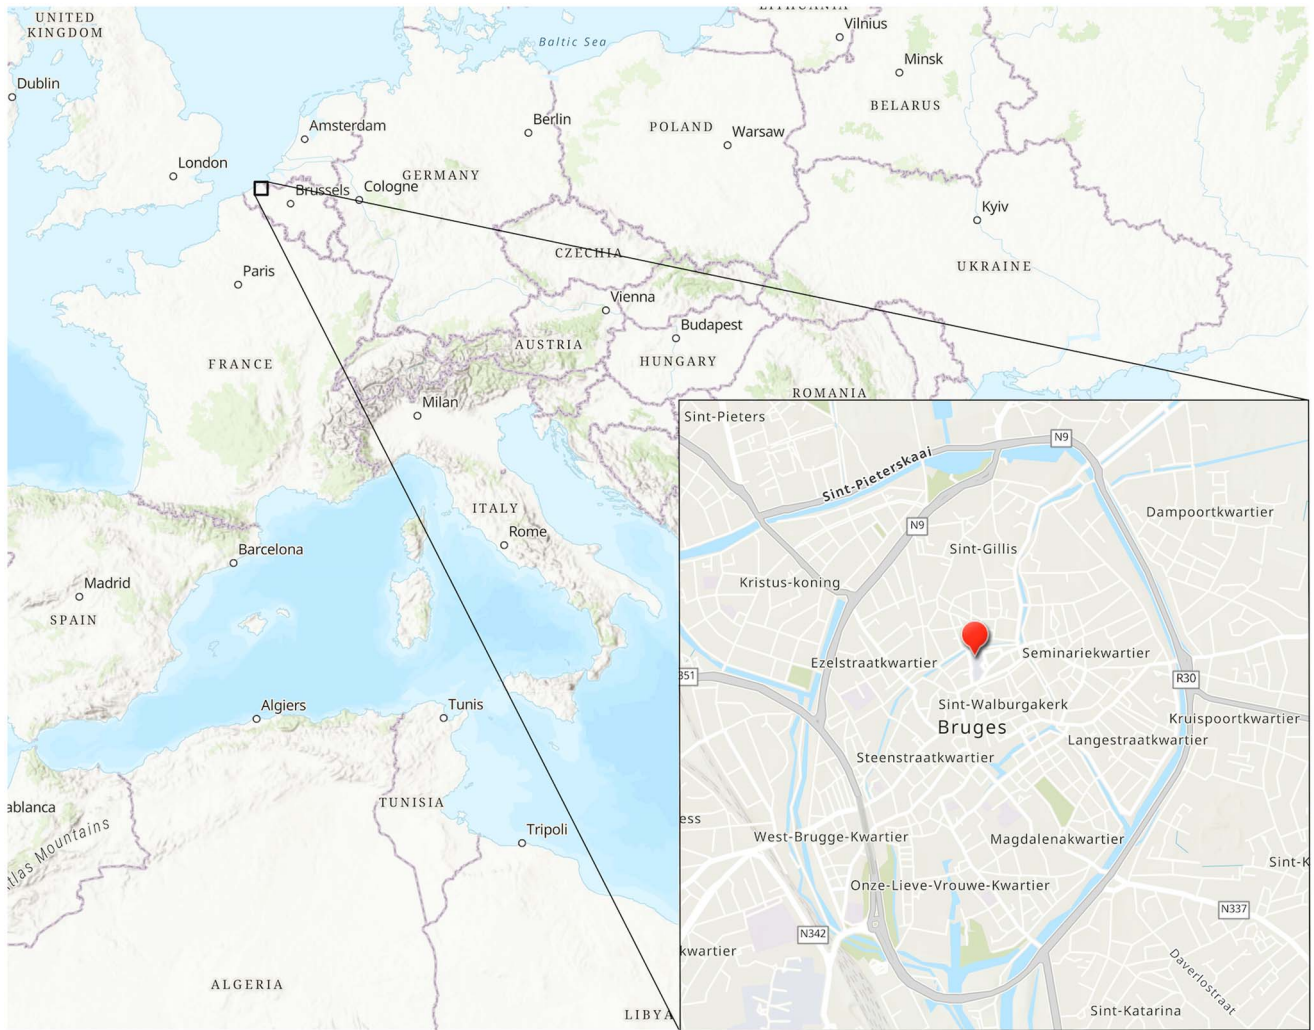 LITHUANIA
UNITED
KINGDOM
Vilnius
Baltic Sea
Minsk
Dublin
BELARUS
Amsterdam
Berlin
POLAND
Warsaw
London
GERMANY
Brussels
Cologne
Kyiv
CZECHIA
UKRAINE
Paris
Vienna
Budapest
AUSTRIA
FRANCE
HUNGARY
ROMANIA
Milan
ITALY
Rome
Barcelona
Madrid
SPAIN
Algiers
Tunis
TUNISIA
ablanca
tlas Mountains
Tripoli
ALGERIA
LIBYA
Sint-Pieters
N9
Sint-Pieterskaai
Dampoortkwartier
N9
Sint-Gillis
Kristus-koning
Seminariekwartier
Ezelstraatkwartier
351
R30
Sint-Walburgakerk
Kruispoortkwartier
Bruges
Langestraatkwartier
Steenstraatkwartier
ess
West-Brugge-Kwartier
Magdalenakwartier
Sint-K
Onze-Lieve-Vrouwe-Kwartier
N337
N342
kwartier
Daverlostraat
Sint-Katarina